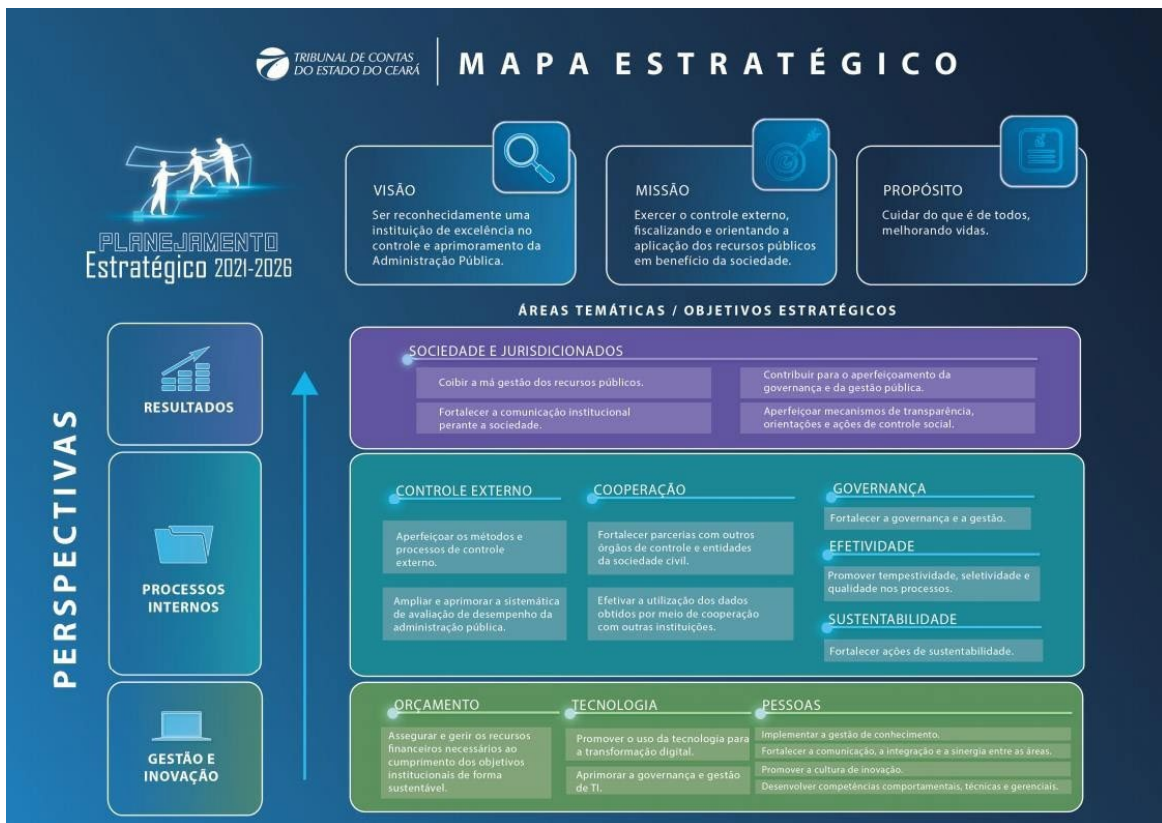 TRIBUNAL DE CONTAS
DO ESTADO DO CEARÁ
MAPA ESTRATÉGICO
PLANEJAMENTO
Estratégico 2021-2026
VISÃO
Ser reconhecidamente uma
instituição de excelência no
controle e aprimoramento da
Administração Pública.
MISSÃO
Exercer o controle externo,
fiscalizando e orientando a
aplicação dos recursos públicos
em benefício da sociedade.
PROPÓSITO
Cuidar do que é de todos,
melhorando vidas.
ÁREAS TEMÁTICAS / OBJETIVOS ESTRATÉGICOS
PERSPECTIVAS
RESULTADOS
SOCIEDADE E JURISDICIONADOS
Coibir a má gestão dos recursos públicos.
Fortalecer a comunicação institucional
perante a sociedade.
Contribuir para o aperfeiçoamento da
governança e da gestão pública.
Aperfeiçoar mecanismos de transparência,
orientações e ações de controle social.
PROCESSOS
INTERNOS
CONTROLE EXTERNO
Aperfeiçoar os métodos e
processos de controle
externo.
Ampliar e aprimorar a sistemática
de avaliação de desempenho da
administração pública.
COOPERAÇÃO
Fortalecer parcerias com outros
órgãos de controle e entidades
da sociedade civil.
Efetivar a utilização dos dados
obtidos por meio de cooperação
com outras instituições.
GOVERNANÇA
Fortalecer a governança e a gestão.
EFETIVIDADE
Promover tempestividade, seletividade e
qualidade nos processos.
SUSTENTABILIDADE
Fortalecer ações de sustentabilidade.
GESTÃO E
INOVAÇÃO
ORÇAMENTO
Assegurar e gerir os recursos
financeiros necessários ao
cumprimento dos objetivos
institucionais de forma
sustentável.
TECNOLOGIA
Promover o uso da tecnologia para
a transformação digital.
Aprimorar a governança e gestão
de TI.
PESSOAS
Implementar a gestão de conhecimento.
Fortalecer a comunicação, a integração e a sinergia entre as áreas.
Promover a cultura de inovação.
Desenvolver competências comportamentais, técnicas e gerenciais.